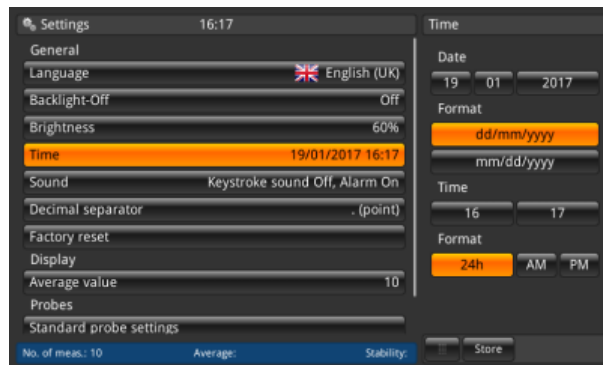 Settings 16:17
General
Language English (UK)
Backlight-Off Off
Brightness 60%
Time 19/01/2017 16:17
Sound Keystroke sound Off, Alarm On
Decimal separator . (point)
Factory reset
Display
Average value 10
Probes
Standard probe settings
No. of meas.: 10 Average: Stability:
Time
Date
19 01 2017
Format
dd/mm/yyyy
mm/dd/yyyy
Time
16 17
Format
24h AM PM
Store